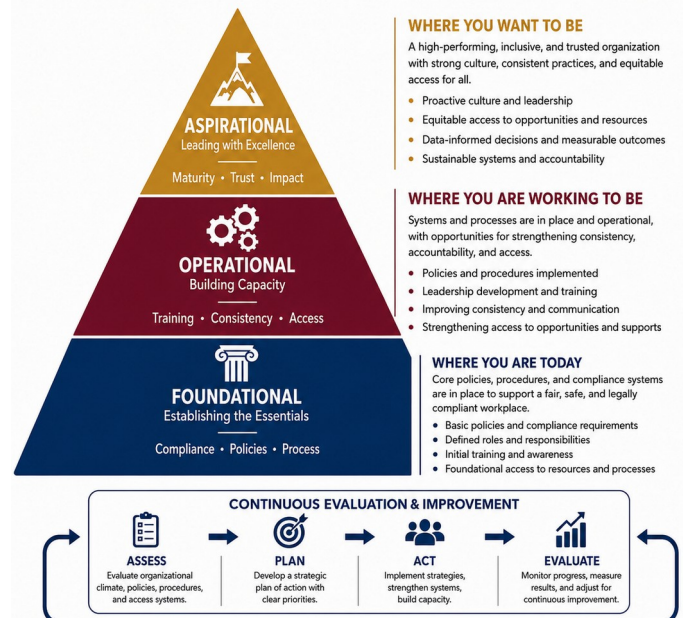 ASPIRATIONAL
Leading with Excellence
Maturity • Trust • Impact
WHERE YOU WANT TO BE
A high-performing, inclusive, and trusted organization
with strong culture, consistent practices, and equitable
access for all.
• Proactive culture and leadership
• Equitable access to opportunities and resources
• Data-informed decisions and measurable outcomes
• Sustainable systems and accountability
OPERATIONAL
Building Capacity
Training • Consistency • Access
WHERE YOU ARE WORKING TO BE
Systems and processes are in place and operational,
with opportunities for strengthening consistency,
accountability, and access.
• Policies and procedures implemented
• Leadership development and training
• Improving consistency and communication
• Strengthening access to opportunities and supports
FOUNDATIONAL
Establishing the Essentials
Compliance • Policies • Process
WHERE YOU ARE TODAY
Core policies, procedures, and compliance systems
are in place to support a fair, safe, and legally
compliant workplace.
• Basic policies and compliance requirements
• Defined roles and responsibilities
• Initial training and awareness
• Foundational access to resources and processes
CONTINUOUS EVALUATION & IMPROVEMENT
ASSESS
Evaluate organizational
climate, policies, procedures,
and access systems.
PLAN
Develop a strategic
plan of action with
clear priorities.
ACT
Implement strategies,
strengthen systems,
build capacity.
EVALUATE
Monitor progress, measure
results, and adjust for
continuous improvement.